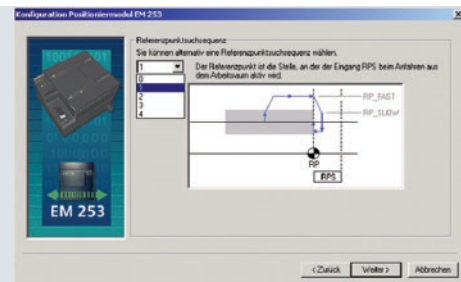 Konfiguration Positioniermodul EM 253
Referenzpunktsuchsequenz
Sie können alternativ eine Referenzpunktsuchsequenz wählen.
1
Der Referenzpunkt ist die Stelle, an der der Eingang RPS beim Anfahren aus
dem Arbeitsraum aktiv wird.
0
1
2
3
4
RP_FAST
RP_SLOW
RP
RPS
EM 253
< Zurück
Weiter >
Abbrechen